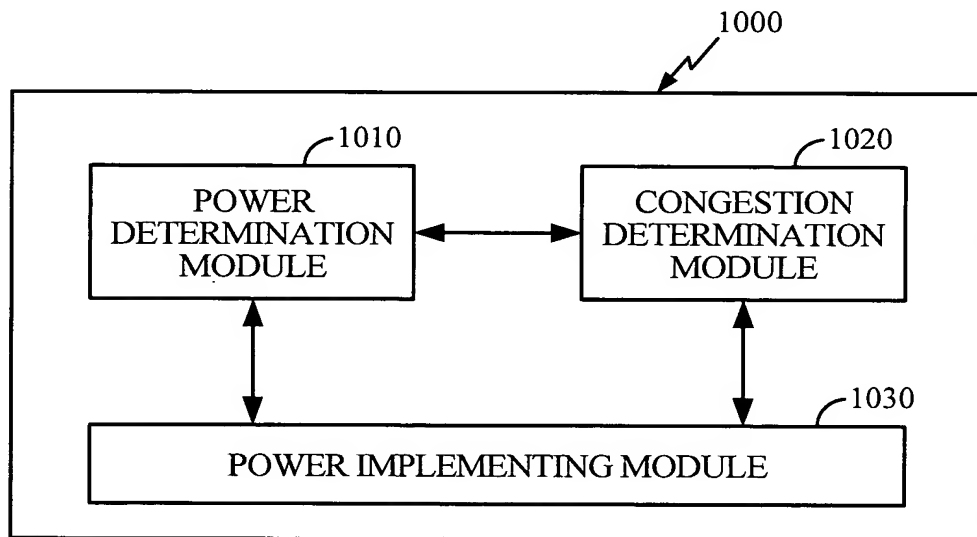 1000
1010
POWER
DETERMINATION
MODULE
1020
CONGESTION
DETERMINATION
MODULE
1030
POWER IMPLEMENTING MODULE